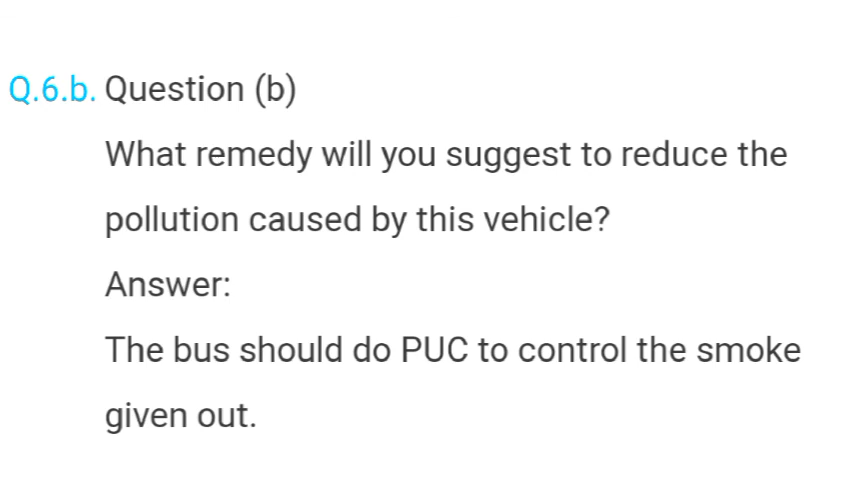 Q.6.b. Question (b)
What remedy will you suggest to reduce the
pollution caused by this vehicle?
Answer:
The bus should do PUC to control the smoke
given out.